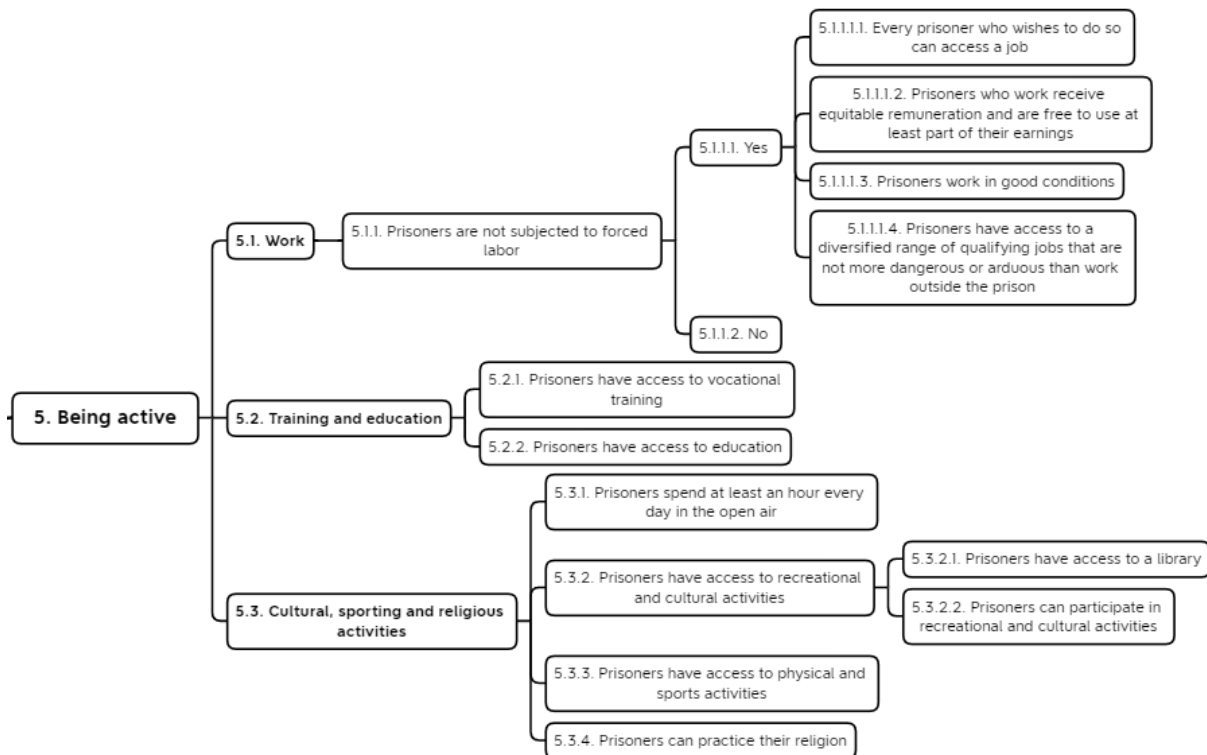 5. Being active
5.1. Work
5.1.1. Prisoners are not subjected to forced
labor
5.1.1.1. Yes
5.1.1.1.1. Every prisoner who wishes to do so
can access a job
5.1.1.1.2. Prisoners who work receive
equitable remuneration and are free to use at
least part of their earnings
5.1.1.1.3. Prisoners work in good conditions
5.1.1.1.4. Prisoners have access to a
diversified range of qualifying jobs that are
not more dangerous or arduous than work
outside the prison
5.1.1.2. No
5.2. Training and education
5.2.1. Prisoners have access to vocational
training
5.2.2. Prisoners have access to education
5.3. Cultural, sporting and religious
activities
5.3.1. Prisoners spend at least an hour every
day in the open air
5.3.2. Prisoners have access to recreational
and cultural activities
5.3.2.1. Prisoners have access to a library
5.3.2.2. Prisoners can participate in
recreational and cultural activities
5.3.3. Prisoners have access to physical and
sports activities
5.3.4. Prisoners can practice their religion